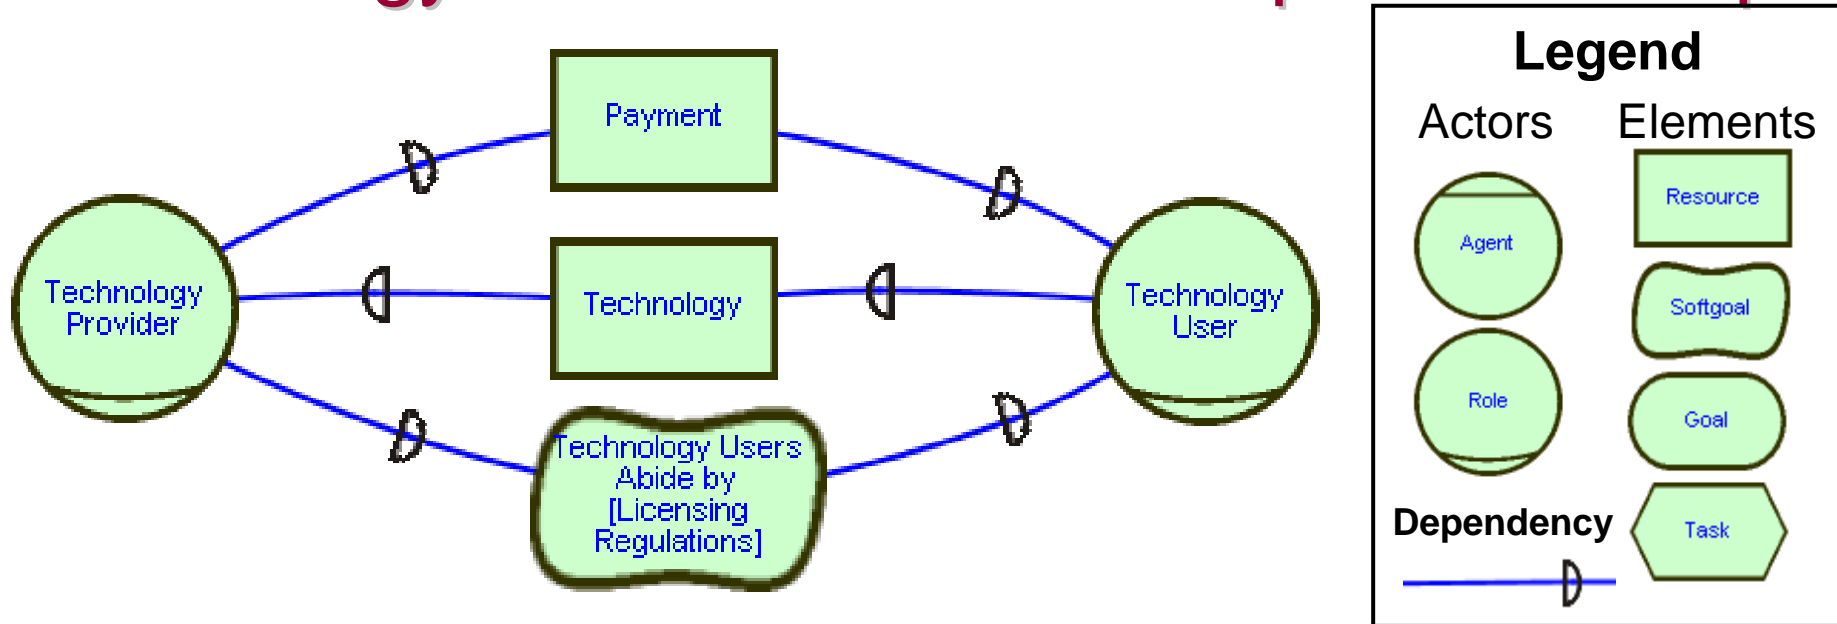 Payment
Technology
Provider
Technology
Technology
User
Technology Users
Abide by
[Licensing
Regulations]
Legend
Actors
Elements
Agent
Role
Resource
Softgoal
Goal
Task
Dependency